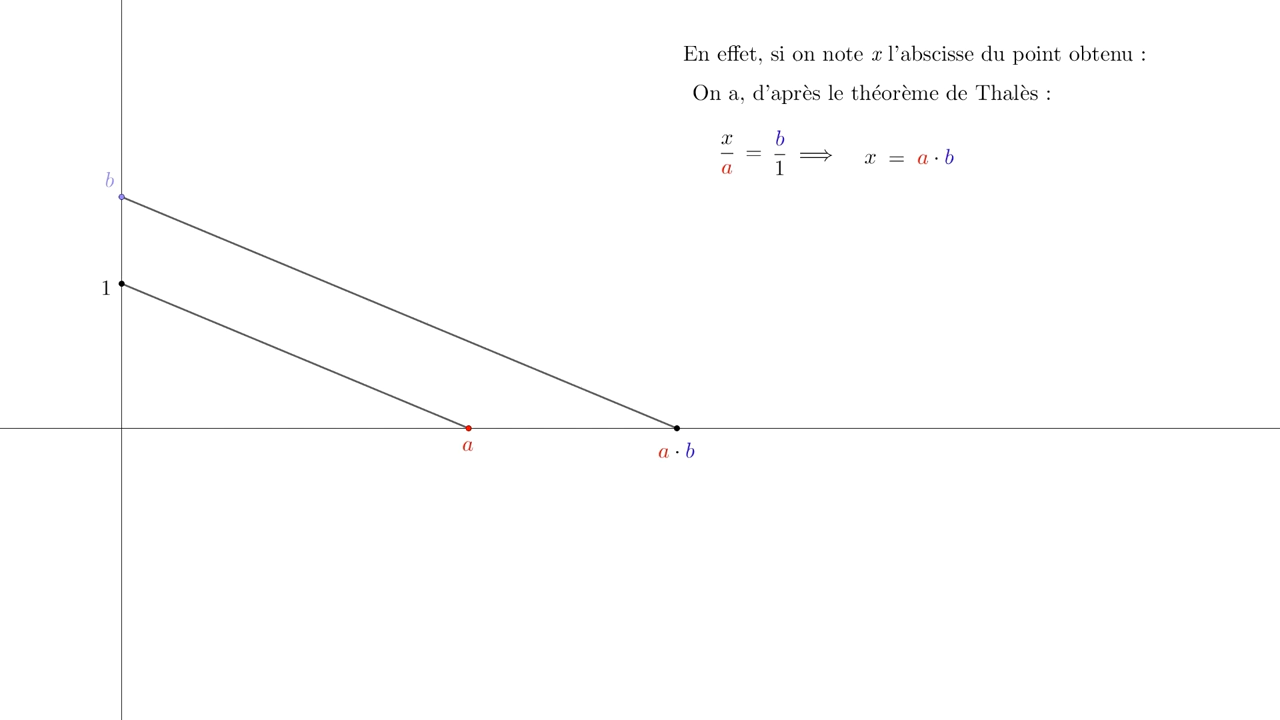 En effet, si on note x l'abscisse du point obtenu :
On a, d'après le théorème de Thalès :
x/a = b/1 ⟹ x = a · b
b
1
a
a · b